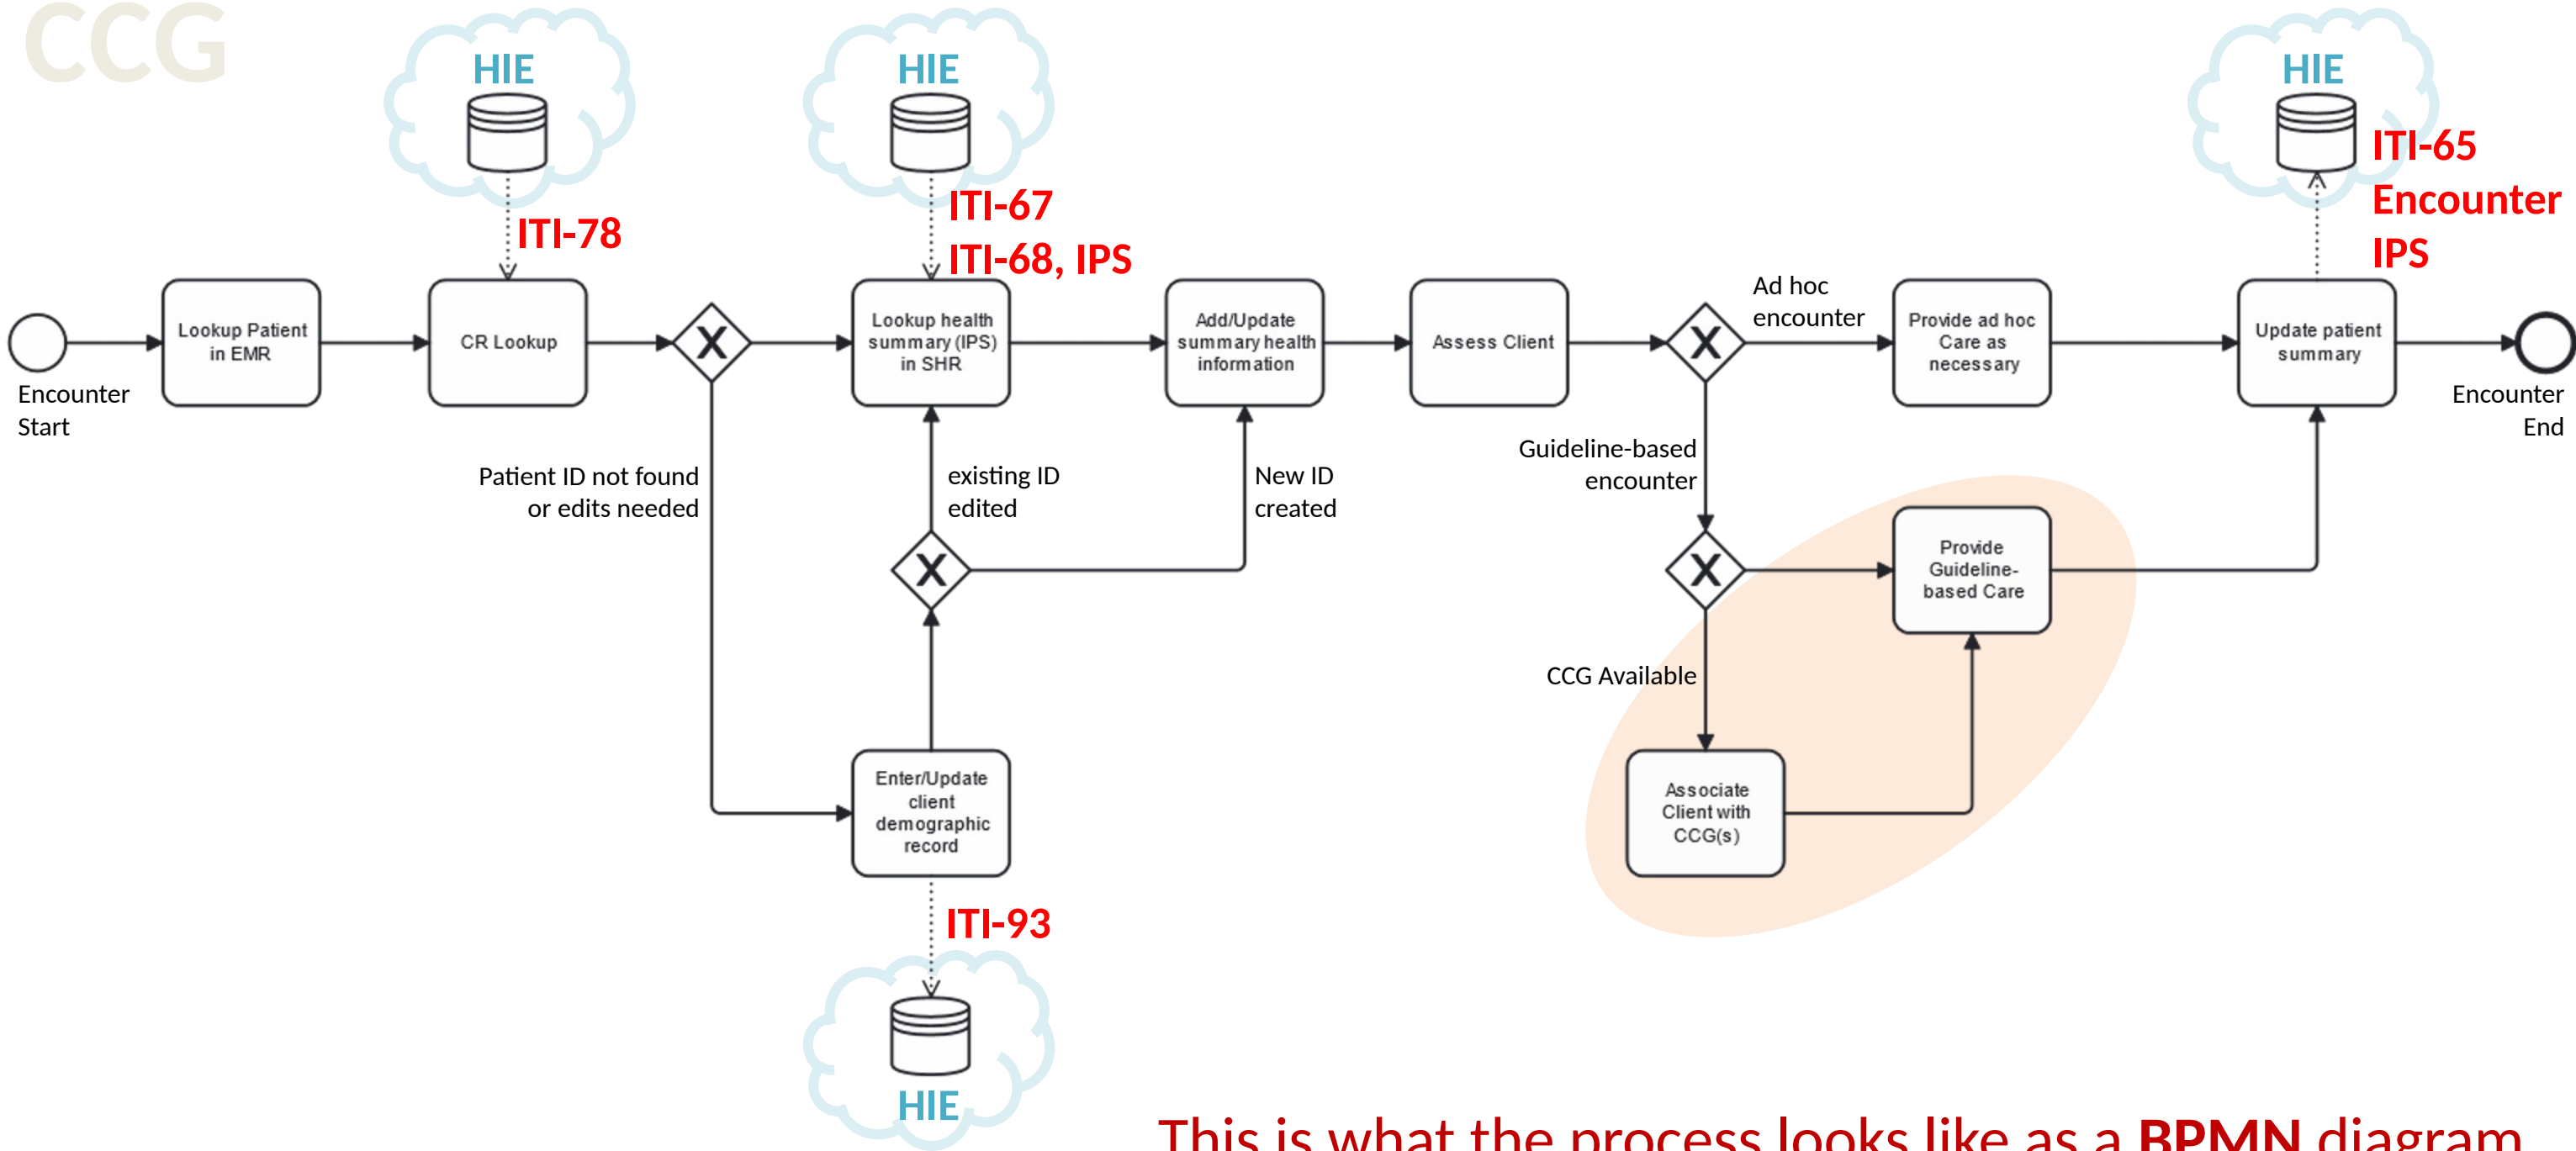 CCG
HIE
HIE
HIE
ITI-78
ITI-67
ITI-68, IPS
ITI-65
Encounter
IPS
Encounter
Start
Lookup Patient
in EMR
CR Lookup
X
Lookup health
summary (IPS)
in SHR
Add/Update
summary health
information
Assess Client
X
Ad hoc
encounter
Provide ad hoc
Care as
necessary
Update patient
summary
Encounter
End
Patient ID not found
or edits needed
existing ID
edited
New ID
created
Guideline-based
encounter
X
X
Provide
Guideline-
based Care
CCG Available
Enter/Update
client
demographic
record
Associate
Client with
CCG(s)
ITI-93
HIE
This is what the process looks like as a BPMN diagram